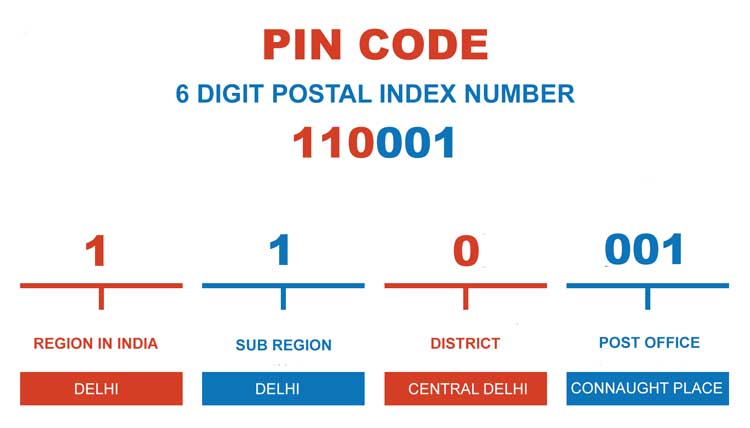 PIN CODE
6 DIGIT POSTAL INDEX NUMBER
110001
1 1 0 001
REGION IN INDIA SUB REGION DISTRICT POST OFFICE
DELHI DELHI CENTRAL DELHI CONNAUGHT PLACE